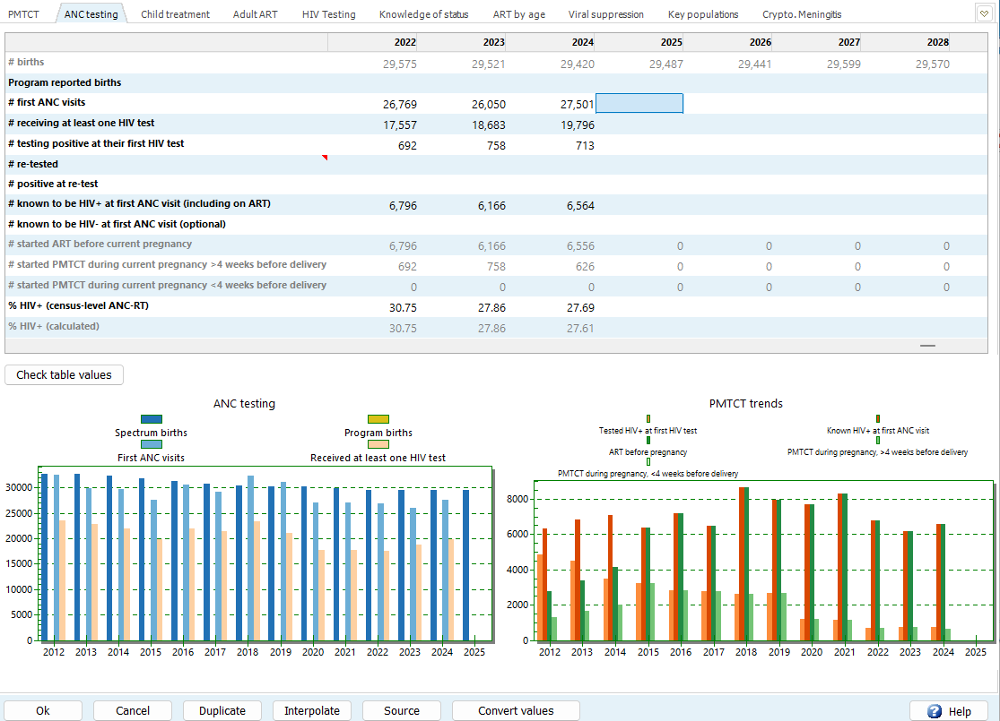 PMTCT ANC testing Child treatment Adult ART HIV Testing Knowledge of status ART by age Viral suppression Key populations Crypto. Meningitis
2022 2023 2024 2025 2026 2027 2028
# births 29,575 29,521 29,420 29,487 29,441 29,599 29,570
Program reported births
# first ANC visits 26,769 26,050 27,501
# receiving at least one HIV test 17,557 18,683 19,796
# testing positive at their first HIV test 692 758 713
# re-tested
# positive at re-test
# known to be HIV+ at first ANC visit (including on ART) 6,796 6,166 6,564
# known to be HIV- at first ANC visit (optional)
# started ART before current pregnancy 6,796 6,166 6,556 0 0 0 0
# started PMTCT during current pregnancy >4 weeks before delivery 692 758 626 0 0 0 0
# started PMTCT during current pregnancy <4 weeks before delivery 0 0 0 0 0 0 0
% HIV+ (census-level ANC-RT) 30.75 27.86 27.69
% HIV+ (calculated) 30.75 27.86 27.61
Check table values
ANC testing
Spectrum births Program births
First ANC visits Received at least one HIV test
30000
25000
20000
15000
10000
5000
0
2012 2013 2014 2015 2016 2017 2018 2019 2020 2021 2022 2023 2024 2025
PMTCT trends
Tested HIV+ at first HIV test Known HIV+ at first ANC visit
ART before pregnancy PMTCT during pregnancy, >4 weeks before delivery
PMTCT during pregnancy, <4 weeks before delivery
8000
6000
4000
2000
0
2012 2013 2014 2015 2016 2017 2018 2019 2020 2021 2022 2023 2024 2025
Ok Cancel Duplicate Interpolate Source Convert values ? Help